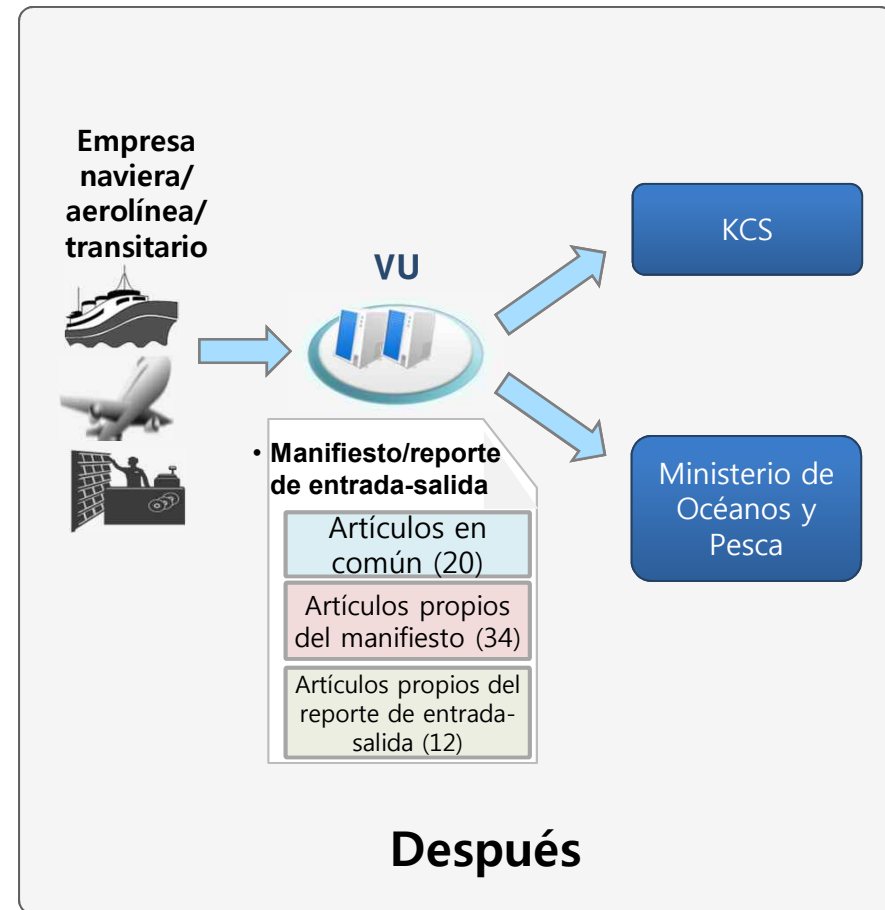 Empresa
naviera/
aerolínea/
transitario
VU
KCS
Ministerio de
Océanos y
Pesca
• Manifiesto/reporte
de entrada-salida
Artículos en
común (20)
Artículos propios
del manifiesto (34)
Artículos propios del
reporte de entrada-
salida (12)
Después